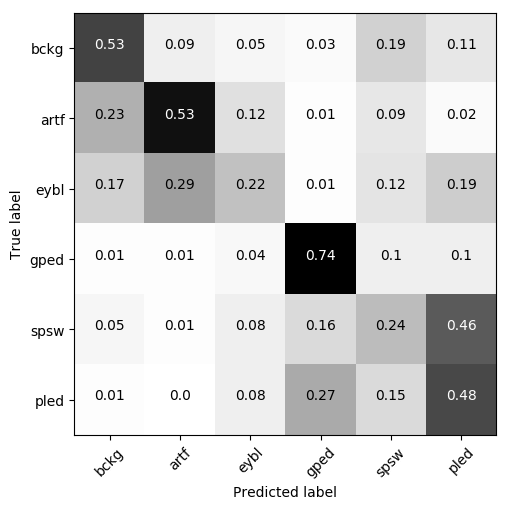 bckg 0.53 0.09 0.05 0.03 0.19 0.11
artf 0.23 0.53 0.12 0.01 0.09 0.02
eybl 0.17 0.29 0.22 0.01 0.12 0.19
gped 0.01 0.01 0.04 0.74 0.1 0.1
spsw 0.05 0.01 0.08 0.16 0.24 0.46
pled 0.01 0.0 0.08 0.27 0.15 0.48
True label
bckg artf eybl gped spsw pled
Predicted label